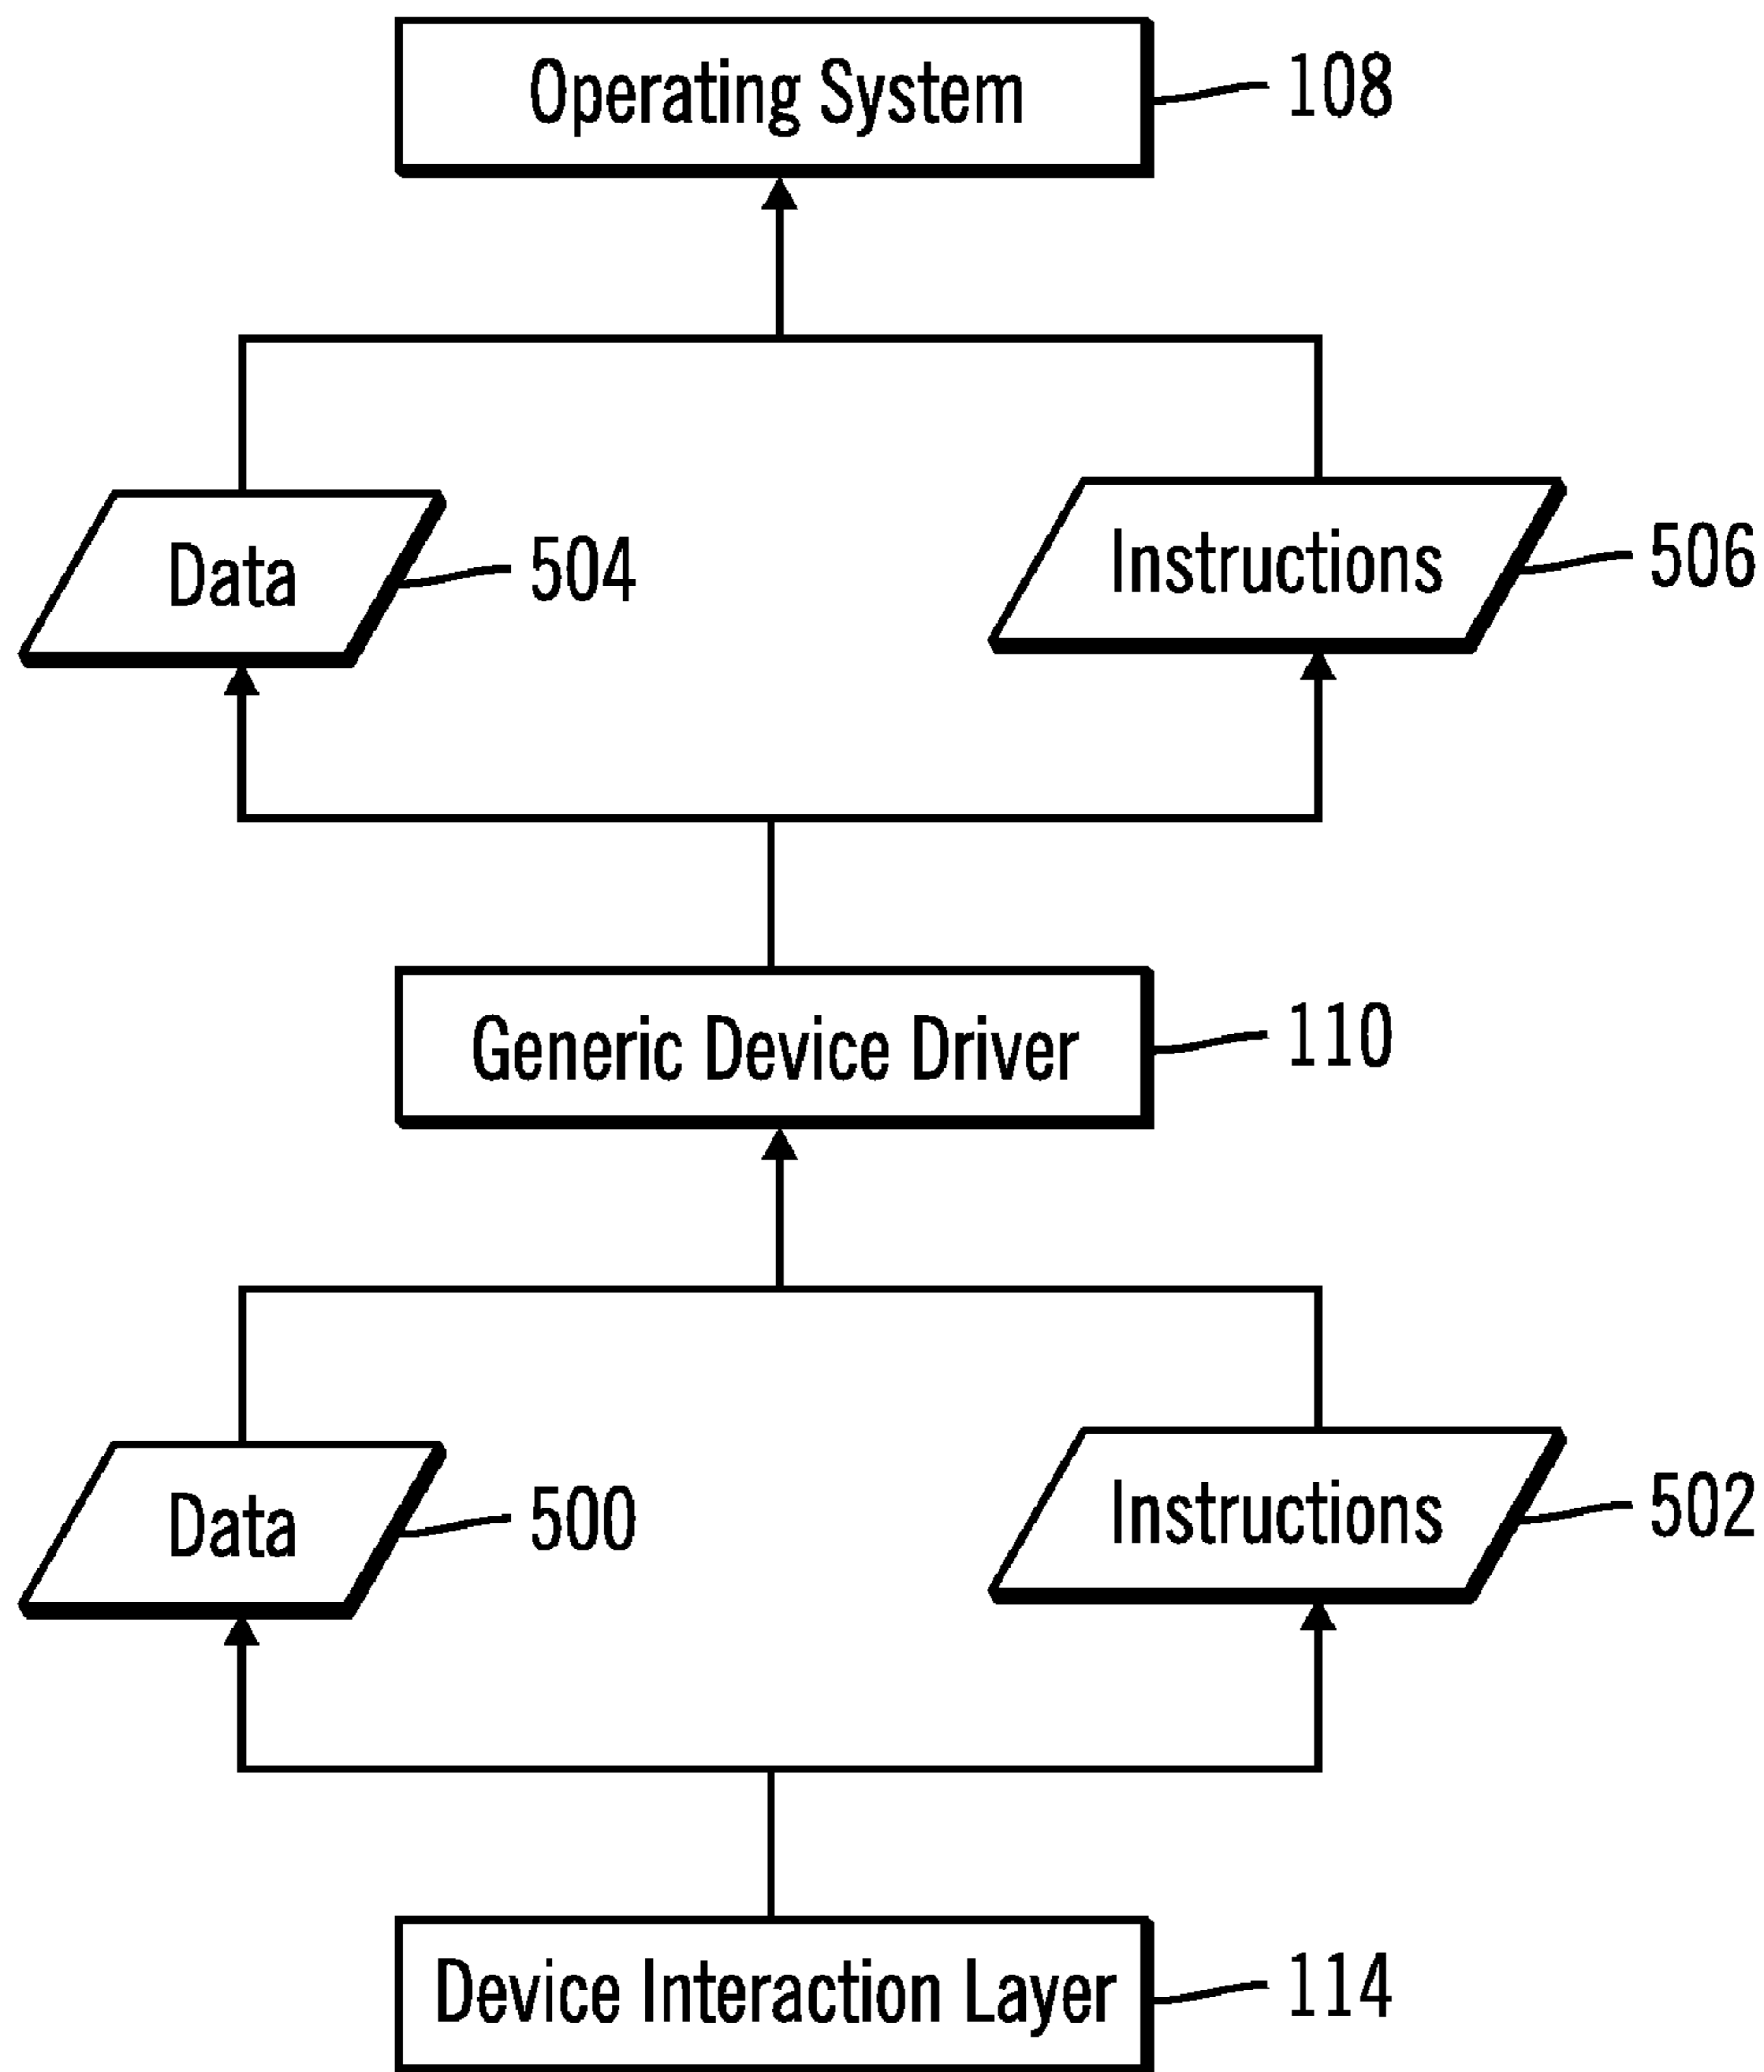 Operating System
108
Data
504
Instructions
506
Generic Device Driver
110
Data
500
Instructions
502
Device Interaction Layer
114